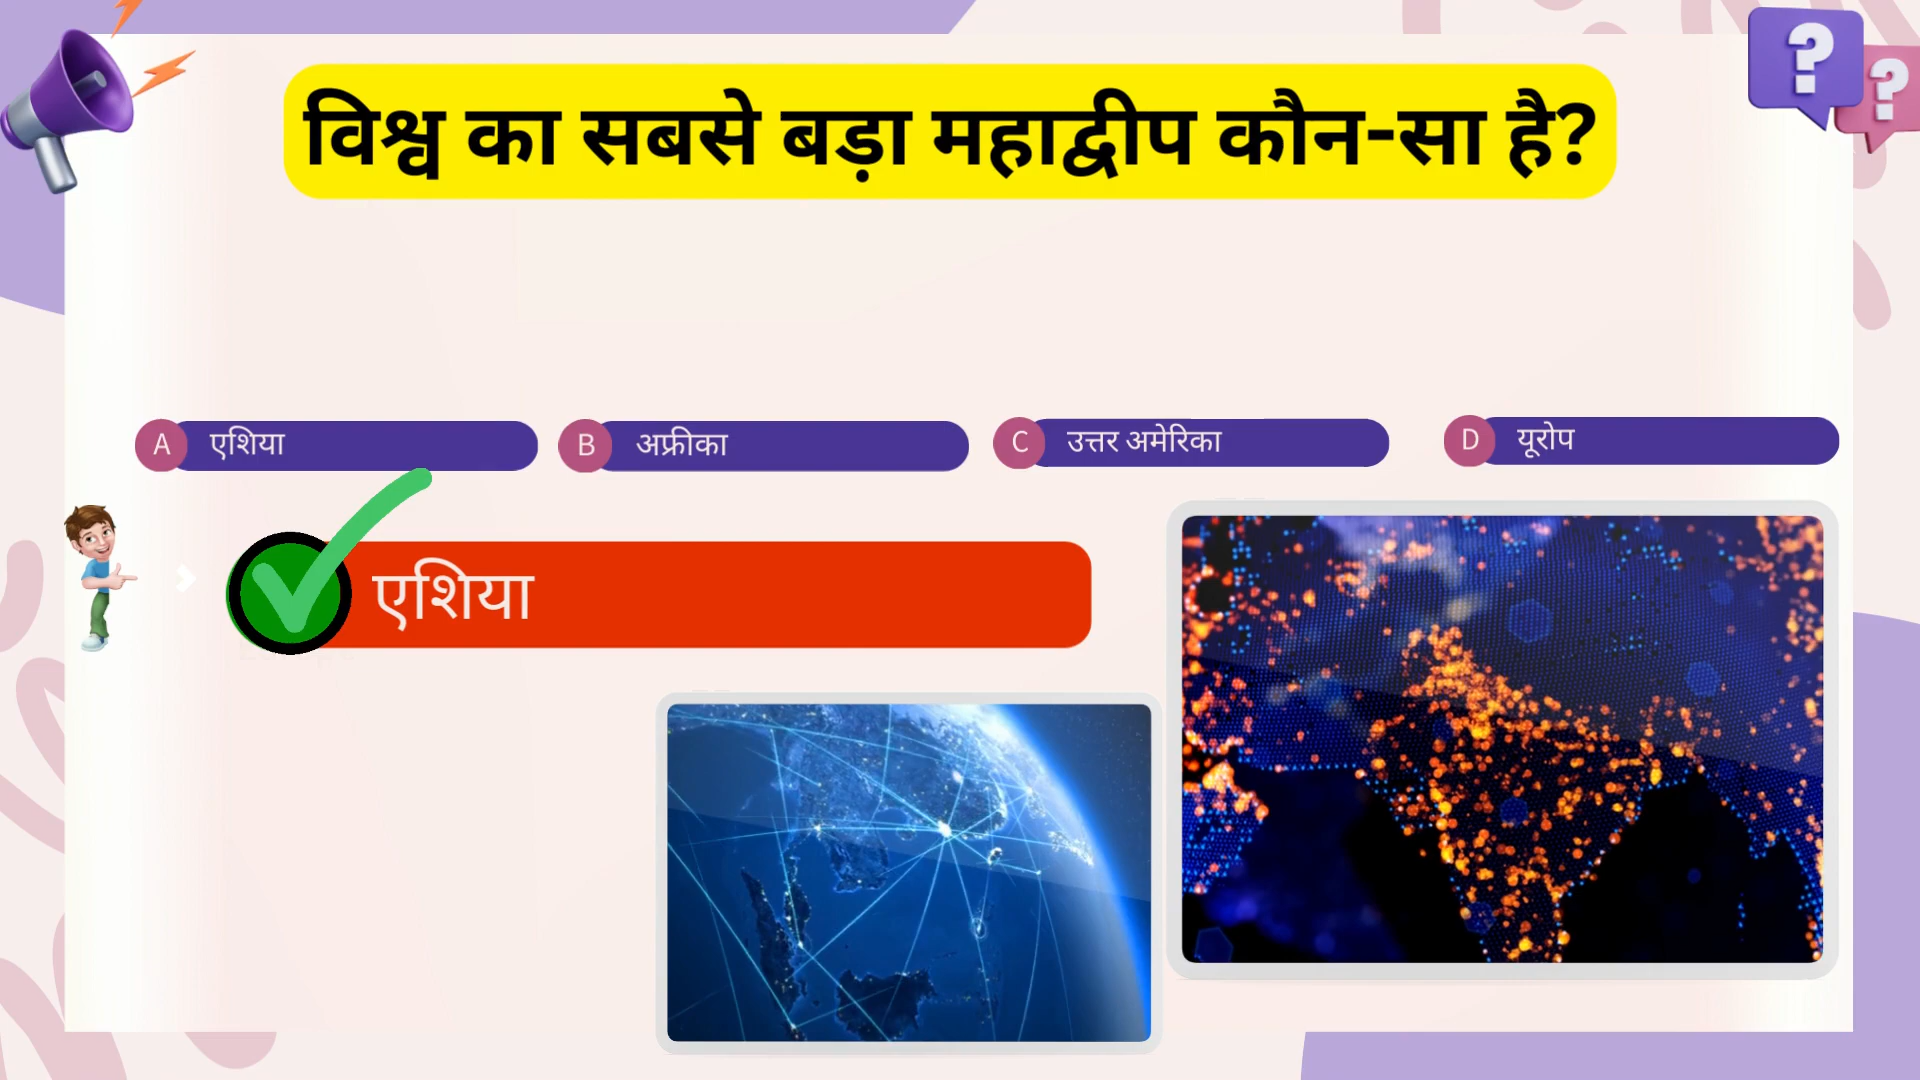 विश्व का सबसे बड़ा महाद्वीप कौन-सा है?
A एशिया
B अफ्रीका
C उत्तर अमेरिका
D यूरोप
एशिया
? ?